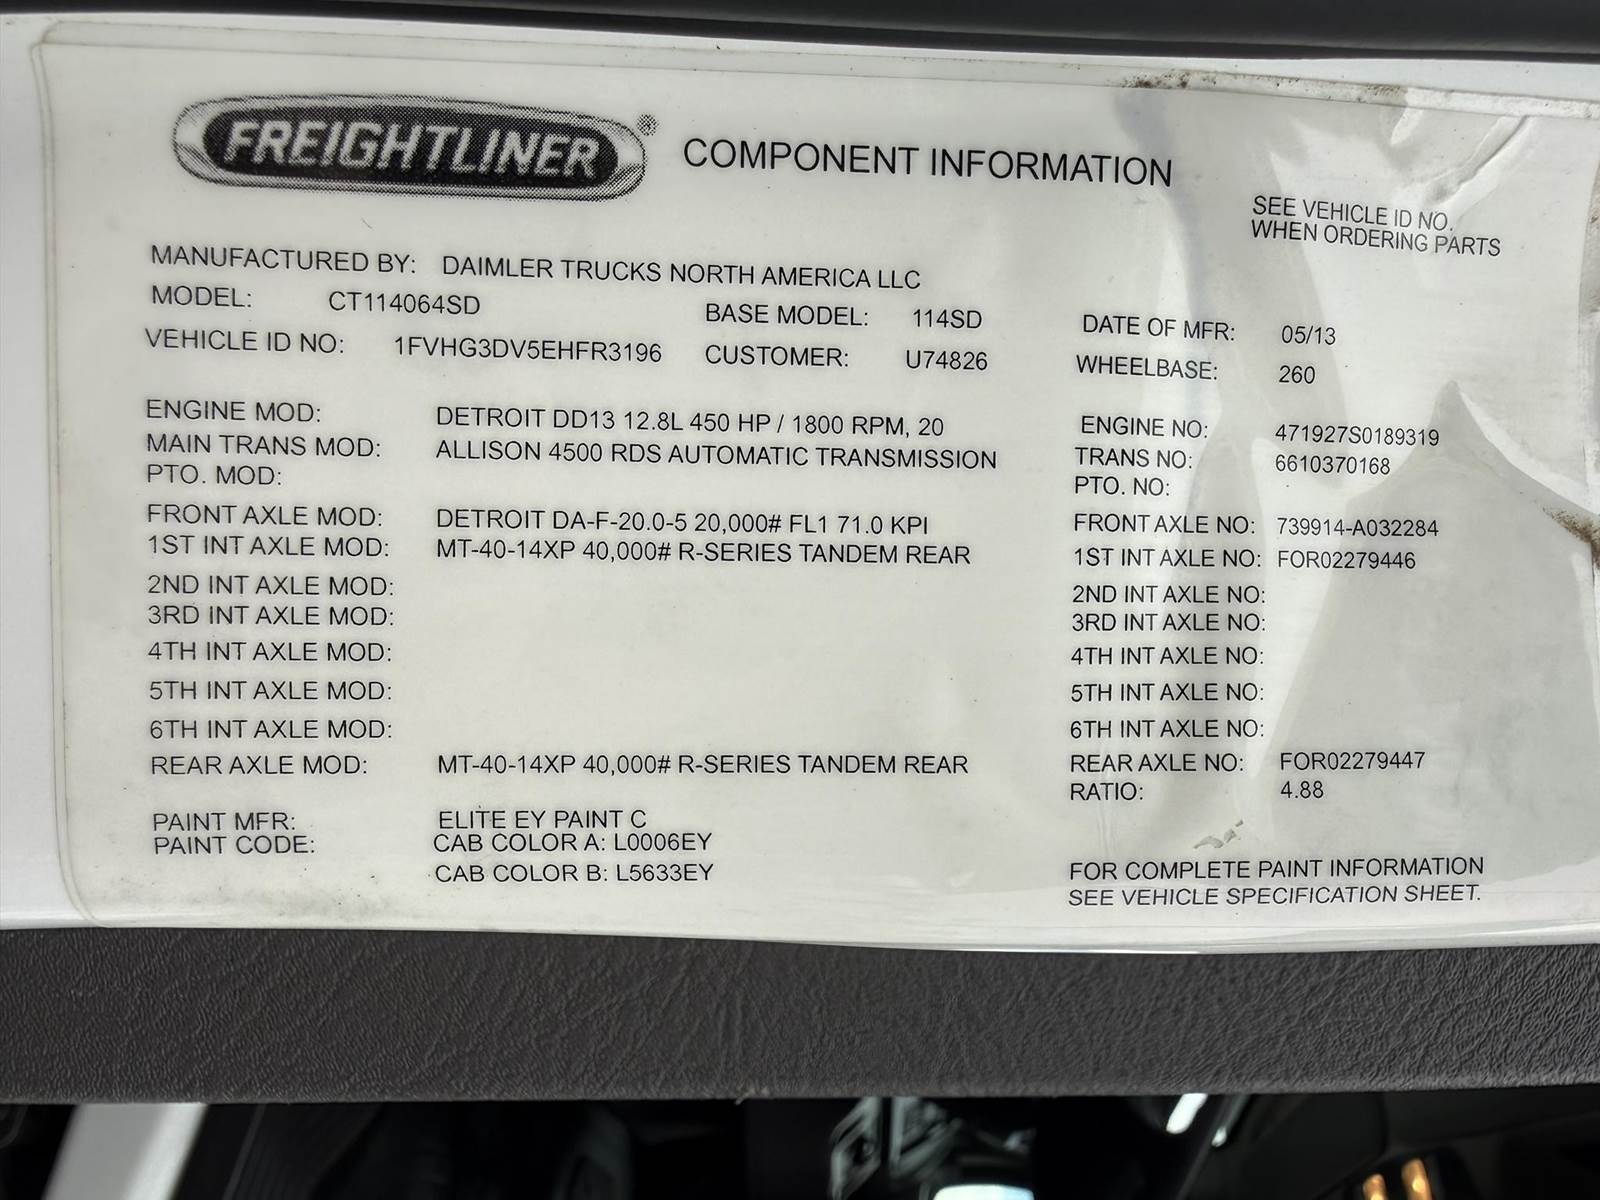 FREIGHTLINER®
COMPONENT INFORMATION
SEE VEHICLE ID NO.
WHEN ORDERING PARTS
MANUFACTURED BY: DAIMLER TRUCKS NORTH AMERICA LLC
MODEL: CT114064SD BASE MODEL: 114SD DATE OF MFR: 05/13
VEHICLE ID NO: 1FVHG3DV5EHFR3196 CUSTOMER: U74826 WHEELBASE: 260
ENGINE MOD: DETROIT DD13 12.8L 450 HP / 1800 RPM, 20 ENGINE NO: 471927S0189319
MAIN TRANS MOD: ALLISON 4500 RDS AUTOMATIC TRANSMISSION TRANS NO: 6610370168
PTO. MOD: PTO. NO:
FRONT AXLE MOD: DETROIT DA-F-20.0-5 20,000# FL1 71.0 KPI FRONT AXLE NO: 739914-A032284
1ST INT AXLE MOD: MT-40-14XP 40,000# R-SERIES TANDEM REAR 1ST INT AXLE NO: FOR02279446
2ND INT AXLE MOD: 2ND INT AXLE NO:
3RD INT AXLE MOD: 3RD INT AXLE NO:
4TH INT AXLE MOD: 4TH INT AXLE NO:
5TH INT AXLE MOD: 5TH INT AXLE NO:
6TH INT AXLE MOD: 6TH INT AXLE NO:
REAR AXLE MOD: MT-40-14XP 40,000# R-SERIES TANDEM REAR REAR AXLE NO: FOR02279447
RATIO: 4.88
PAINT MFR: ELITE EY PAINT C
PAINT CODE: CAB COLOR A: L0006EY
CAB COLOR B: L5633EY
FOR COMPLETE PAINT INFORMATION
SEE VEHICLE SPECIFICATION SHEET.